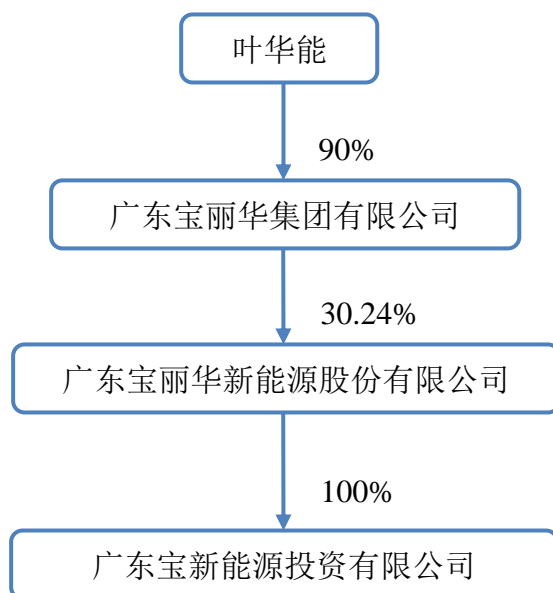 叶华能
90%
广东宝丽华集团有限公司
30.24%
广东宝丽华新能源股份有限公司
100%
广东宝新能源投资有限公司